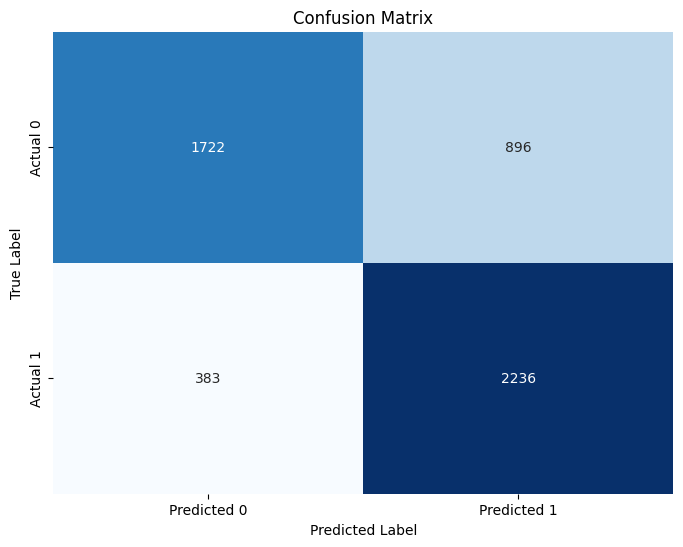 Confusion Matrix
Actual 0
1722
896
True Label
Actual 1
383
2236
Predicted 0
Predicted 1
Predicted Label